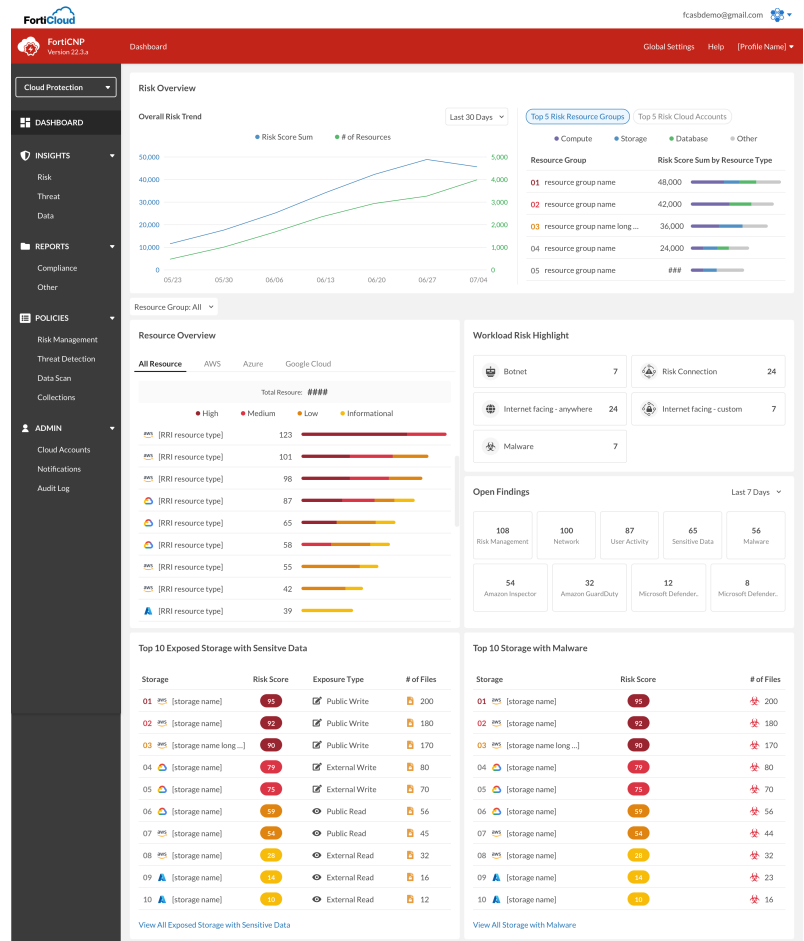 FortiCloud
fcasbdemo@gmail.com
FortiCNP
Version 22.3.a
Dashboard
Global Settings Help [Profile Name]
Cloud Protection
DASHBOARD
INSIGHTS
Risk
Threat
Data
REPORTS
Compliance
Other
POLICIES
Risk Management
Threat Detection
Data Scan
Collections
ADMIN
Cloud Accounts
Notifications
Audit Log
Risk Overview
Overall Risk Trend
Last 30 Days
Risk Score Sum # of Resources
50,000 5,000
40,000 4,000
30,000 3,000
20,000 2,000
10,000 1,000
0 0
05/23 05/30 06/06 06/13 06/20 06/27 07/04
Top 5 Risk Resource Groups Top 5 Risk Cloud Accounts
Compute Storage Database Other
Resource Group Risk Score Sum by Resource Type
01 resource group name 48,000
02 resource group name 42,000
03 resource group name long ... 36,000
04 resource group name 24,000
05 resource group name ###
Resource Group: All
Resource Overview
All Resource AWS Azure Google Cloud
Total Resoure: ####
High Medium Low Informational
aws [RRI resource type] 123
aws [RRI resource type] 101
aws [RRI resource type] 98
[RRI resource type] 87
[RRI resource type] 65
[RRI resource type] 58
aws [RRI resource type] 55
aws [RRI resource type] 42
[RRI resource type] 39
Workload Risk Highlight
Botnet 7
Risk Connection 24
Internet facing - anywhere 24
Internet facing - custom 7
Malware 7
Open Findings
Last 7 Days
108 100 87 65 56
Risk Management Network User Activity Sensitive Data Malware
54 32 12 8
Amazon Inspector Amazon GuardDuty Microsoft Defender.. Microsoft Defender..
Top 10 Exposed Storage with Sensitve Data
Storage Risk Score Exposure Type # of Files
01 aws [storage name] 95 Public Write 200
02 aws [storage name] 92 Public Write 180
03 aws [storage name long ...] 90 Public Write 170
04 [storage name] 79 External Write 80
05 [storage name] 75 External Write 70
06 [storage name] 59 Public Read 56
07 aws [storage name] 54 Public Read 45
08 aws [storage name] 28 External Read 32
09 [storage name] 14 External Read 16
10 [storage name] 10 External Read 12
View All Exposed Storage with Sensitive Data
Top 10 Storage with Malware
Storage Risk Score # of Files
01 aws [storage name] 95 200
02 aws [storage name] 92 180
03 aws [storage name long ...] 90 170
04 [storage name] 79 80
05 [storage name] 75 70
06 [storage name] 59 56
07 aws [storage name] 54 44
08 aws [storage name] 28 32
09 [storage name] 14 23
10 [storage name] 10 16
View All Storage with Malware